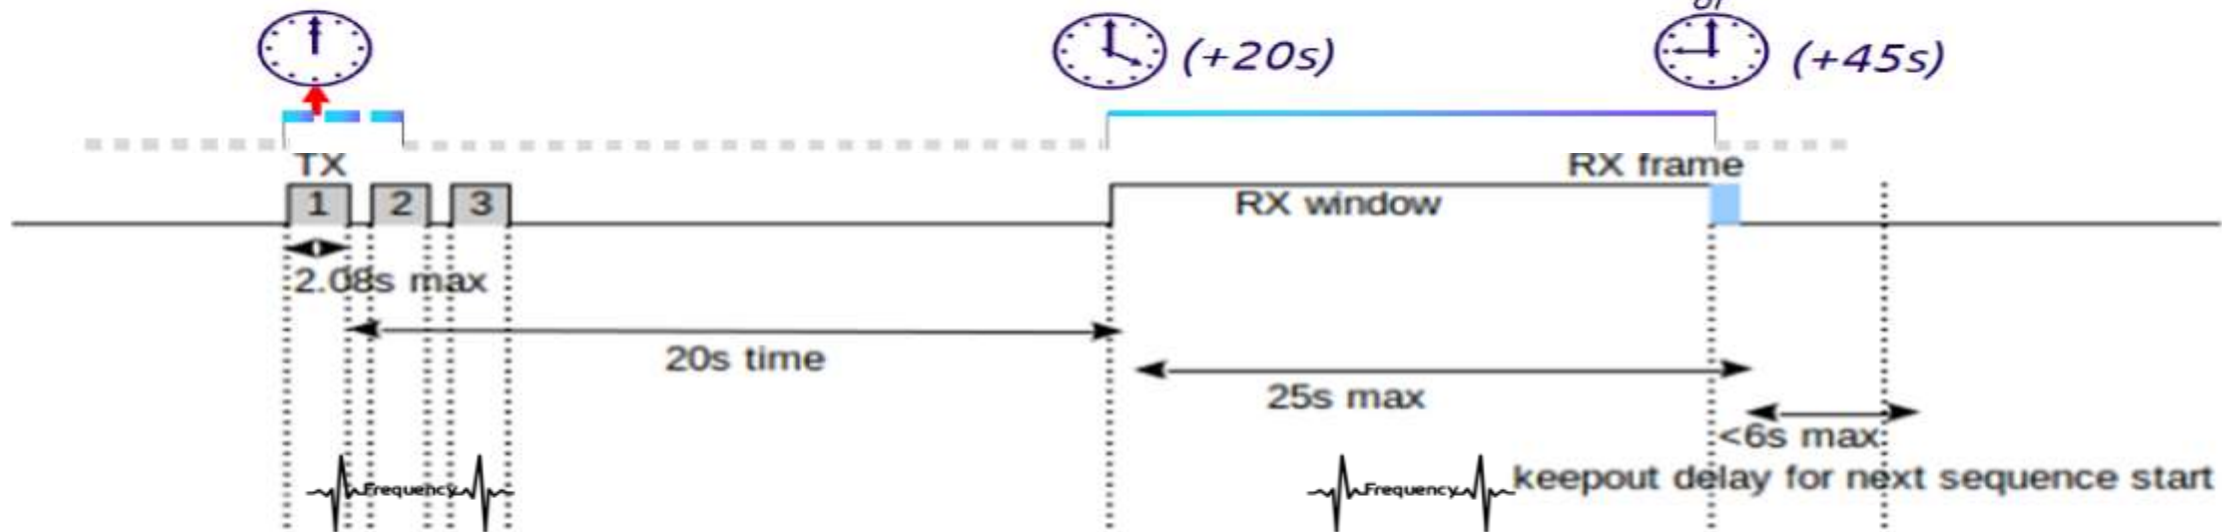 (+20s)
(+45s)
TX
RX frame
1 2 3
RX window
2.08s max
20s time
25s max
<6s max
Frequency
Frequency
keepout delay for next sequence start